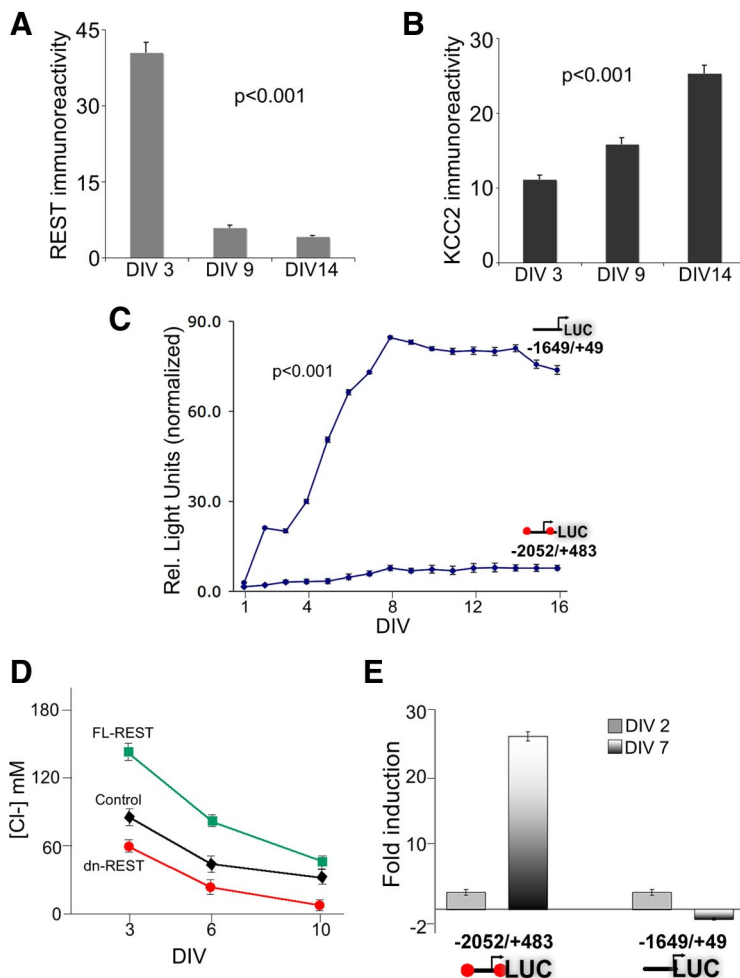 A
REST immunoreactivity
45
30
15
0
p<0.001
DIV 3
DIV 9
DIV14
B
KCC2 immunoreactivity
30
20
10
0
p<0.001
DIV 3
DIV 9
DIV14
C
Rel. Light Units (normalized)
90.0
60.0
30.0
0.0
p<0.001
LUC
-1649/+49
LUC
-2052/+483
1
4
8
12
16
DIV
D
[Cl-] mM
180
120
60
0
FL-REST
Control
dn-REST
3
6
10
DIV
E
Fold induction
30
20
10
-2
DIV 2
DIV 7
-2052/+483
LUC
-1649/+49
LUC